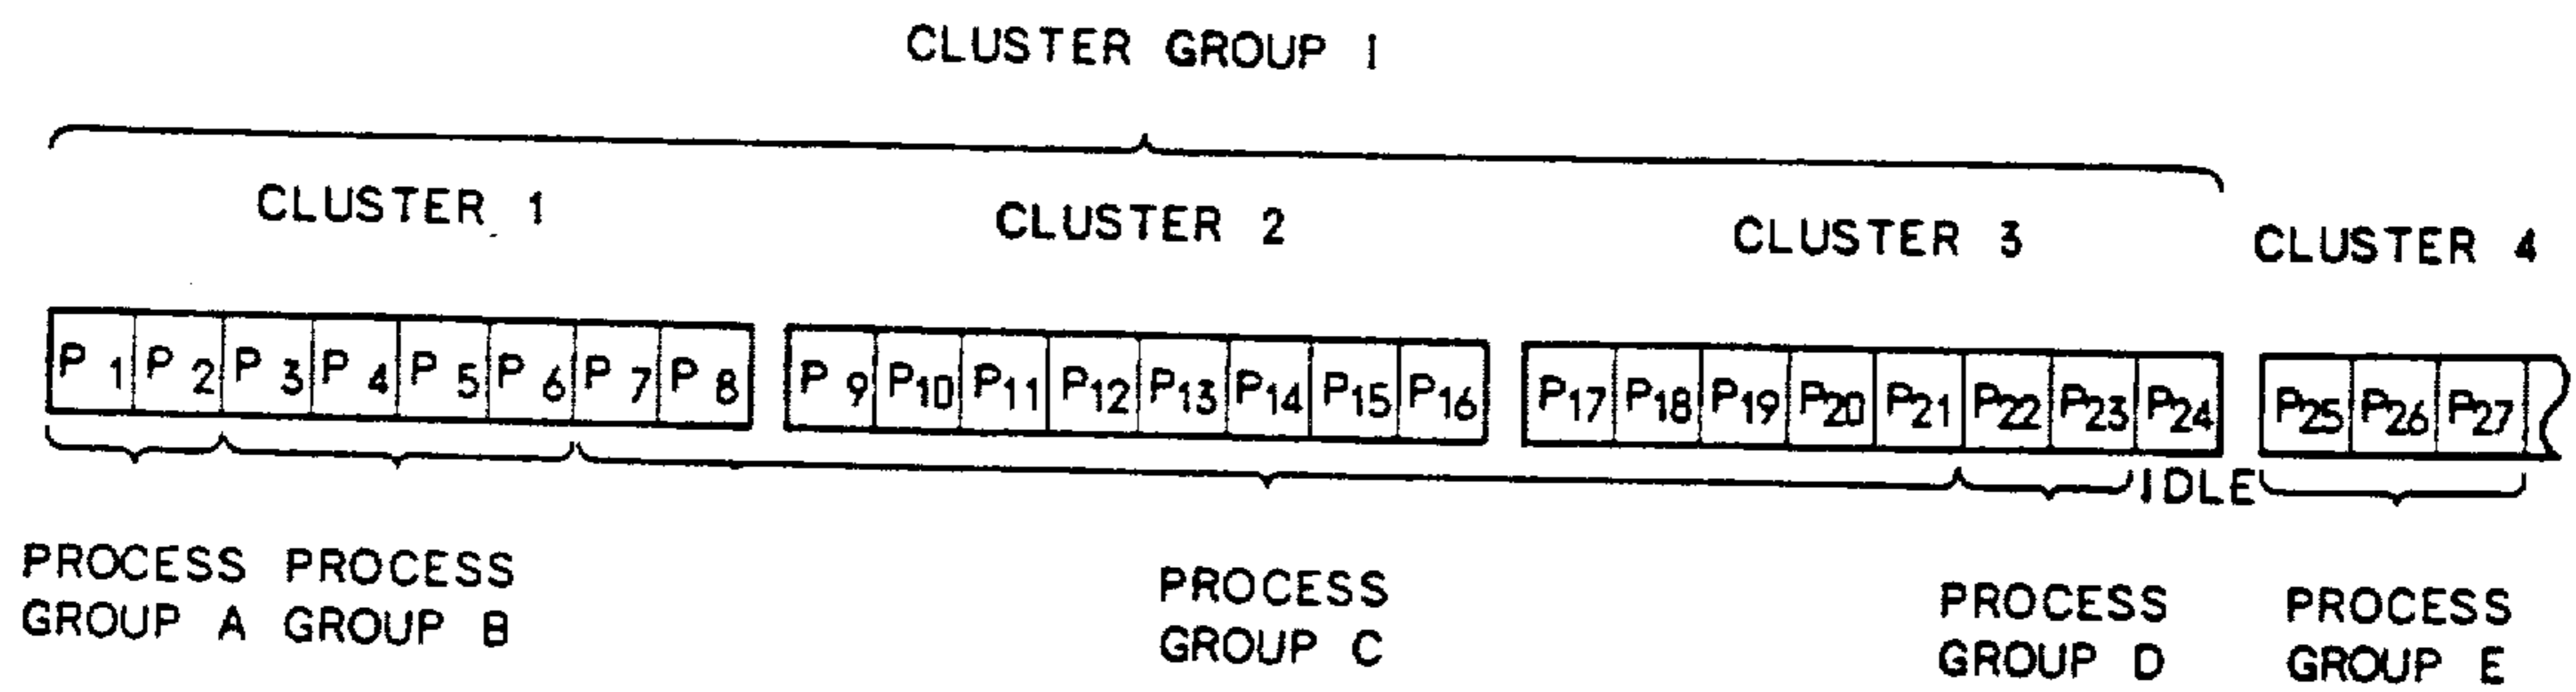 CLUSTER GROUP 1
CLUSTER 1 CLUSTER 2 CLUSTER 3 CLUSTER 4
P 1 P 2 P 3 P 4 P 5 P 6 P 7 P 8 P 9 P10 P11 P12 P13 P14 P15 P16 P17 P18 P19 P20 P21 P22 P23 P24 P25 P26 P27
IDLE
PROCESS PROCESS PROCESS PROCESS PROCESS
GROUP A GROUP B GROUP C GROUP D GROUP E